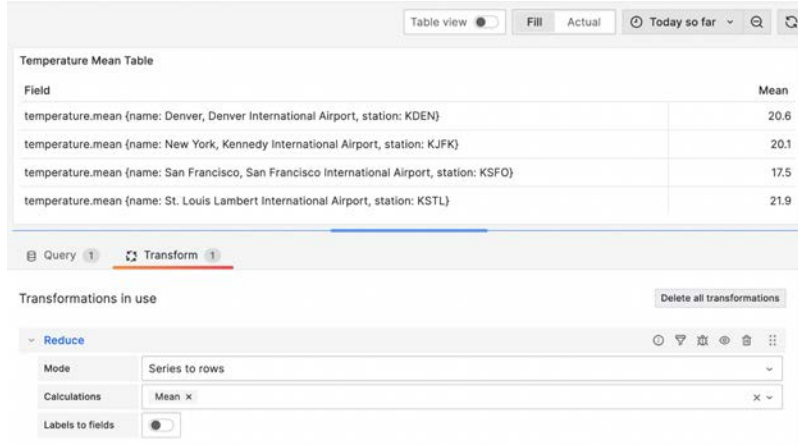 Table view Fill Actual Today so far
Temperature Mean Table
Field Mean
temperature.mean {name: Denver, Denver International Airport, station: KDEN} 20.6
temperature.mean {name: New York, Kennedy International Airport, station: KJFK} 20.1
temperature.mean {name: San Francisco, San Francisco International Airport, station: KSFO} 17.5
temperature.mean {name: St. Louis Lambert International Airport, station: KSTL} 21.9
Query 1 Transform 1
Transformations in use Delete all transformations
Reduce
Mode Series to rows
Calculations Mean ×
Labels to fields